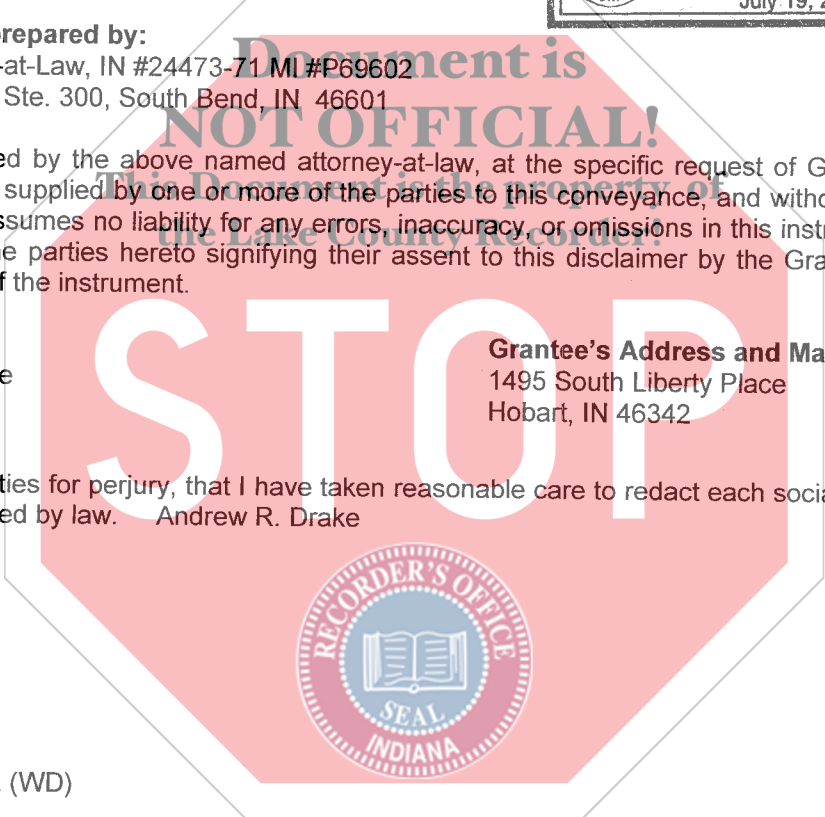 July 19, 2
repared by:
-at-Law, IN #24473-71 MI #P69602
Ste. 300, South Bend, IN 46601
Document is
NOT OFFICIAL!
This Document is the property of
the Lake County Recorder!
ed by the above named attorney-at-law, at the specific request of G
supplied by one or more of the parties to this conveyance, and witho
ssumes no liability for any errors, inaccuracy, or omissions in this instr
e parties hereto signifying their assent to this disclaimer by the Gra
f the instrument.
STOP
Grantee's Address and Ma
e
1495 South Liberty Place
Hobart, IN 46342
ties for perjury, that I have taken reasonable care to redact each socia
ed by law. Andrew R. Drake
RECORDER'S OFFICE
SEAL
INDIANA
(WD)